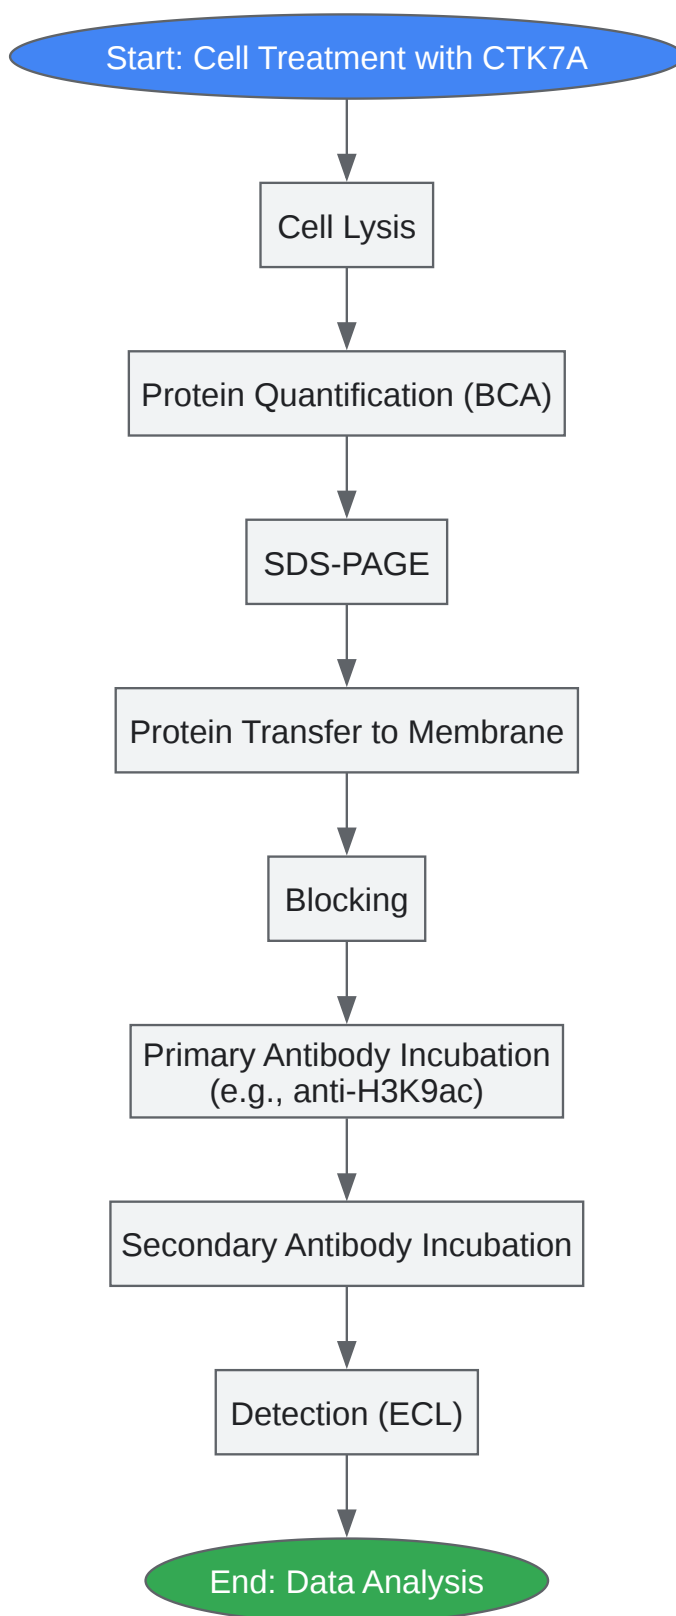 Start: Cell Treatment with CTK7A
Cell Lysis
Protein Quantification (BCA)
SDS-PAGE
Protein Transfer to Membrane
Blocking
Primary Antibody Incubation
(e.g., anti-H3K9ac)
Secondary Antibody Incubation
Detection (ECL)
End: Data Analysis